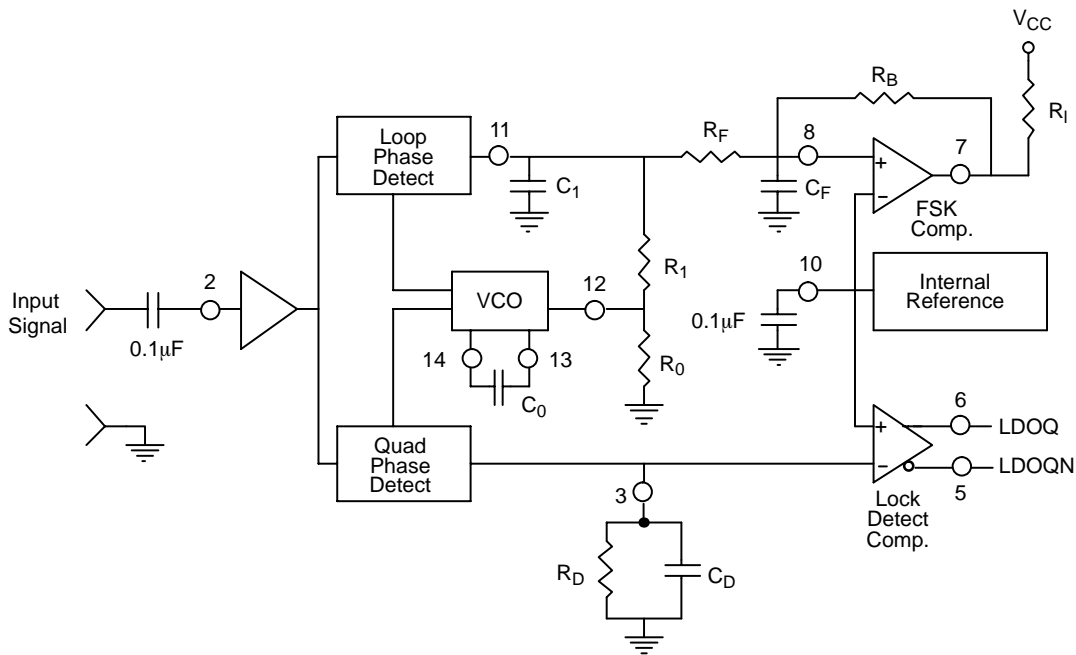 V_CC
R_B
R_I
R_F
11
8
7
Loop
Phase
Detect
C_1
C_F
+
−
FSK
Comp.
R_1
10
Internal
Reference
2
12
Input
Signal
VCO
0.1μF
0.1μF
14
13
R_0
C_0
6
+
LDOQ
Quad
Phase
Detect
−
LDOQN
3
5
Lock
Detect
Comp.
R_D
C_D